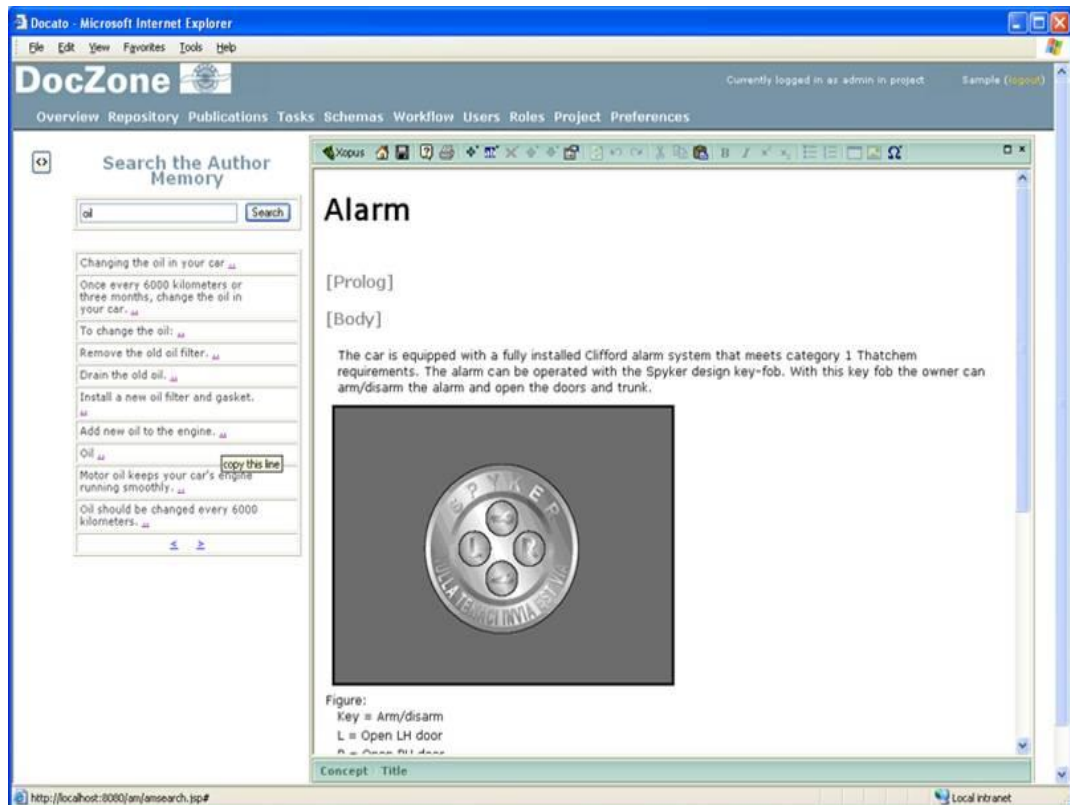 Docato - Microsoft Internet Explorer
File Edit View Favorites Tools Help
DocZone
Currently logged in as admin in project Sample (logout)
Overview Repository Publications Tasks Schemas Workflow Users Roles Project Preferences
Search the Author
Memory
oil Search
Changing the oil in your car
Once every 6000 kilometers or
three months, change the oil in
your car.
To change the oil:
Remove the old oil filter.
Drain the old oil.
Install a new oil filter and gasket.
Add new oil to the engine.
Oil
copy this line
Motor oil keeps your car's engine
running smoothly.
Oil should be changed every 6000
kilometers.
< >
Xopus
B I x² x₂ Ω
Alarm
[Prolog]
[Body]
The car is equipped with a fully installed Clifford alarm system that meets category 1 Thatchem
requirements. The alarm can be operated with the Spyker design key-fob. With this key fob the owner can
arm/disarm the alarm and open the doors and trunk.
SPYKER
L R
NULLA TENACI INVIA EST VIA
Figure:
Key = Arm/disarm
L = Open LH door
R = Open RH door
Concept Title
http://localhost:8080/am/amsearch.jsp#
Local intranet